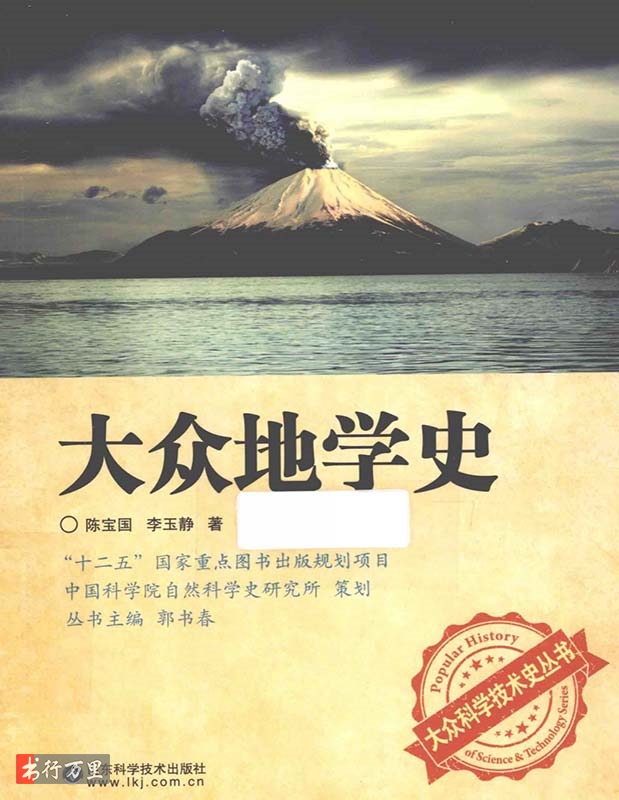 大众地学史
陈宝国 李玉静 著
“十二五”国家重点图书出版规划项目
中国科学院自然科学史研究所 策划
丛书主编 郭书春
Popular History
大众科学技术史丛书
of Science & Technology Series
书行万里
东科学技术出版社
www.lkj.com.cn